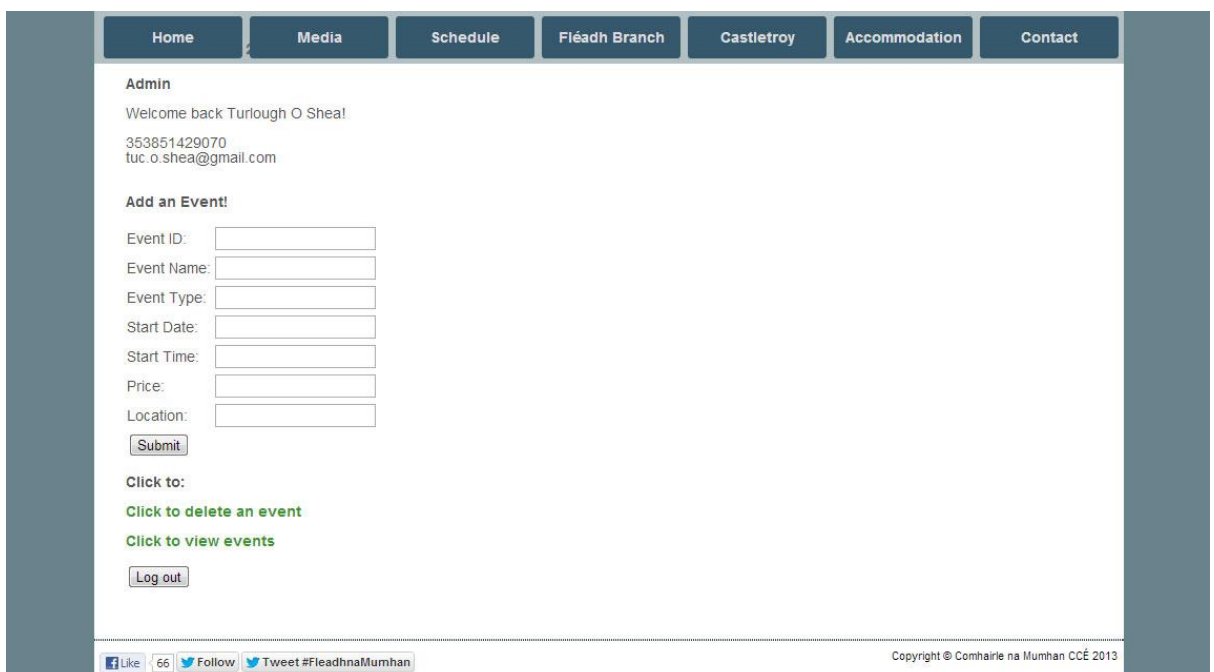 Home Media Schedule Fléadh Branch Castletroy Accommodation Contact
Admin
Welcome back Turlough O Shea!
353851429070
tuc.o.shea@gmail.com
Add an Event!
Event ID:
Event Name:
Event Type:
Start Date:
Start Time:
Price:
Location:
Submit
Click to:
Click to delete an event
Click to view events
Log out
Like 66 Follow Tweet #FleadhnaMumhan Copyright © Comhairle na Mumhan CCÉ 2013